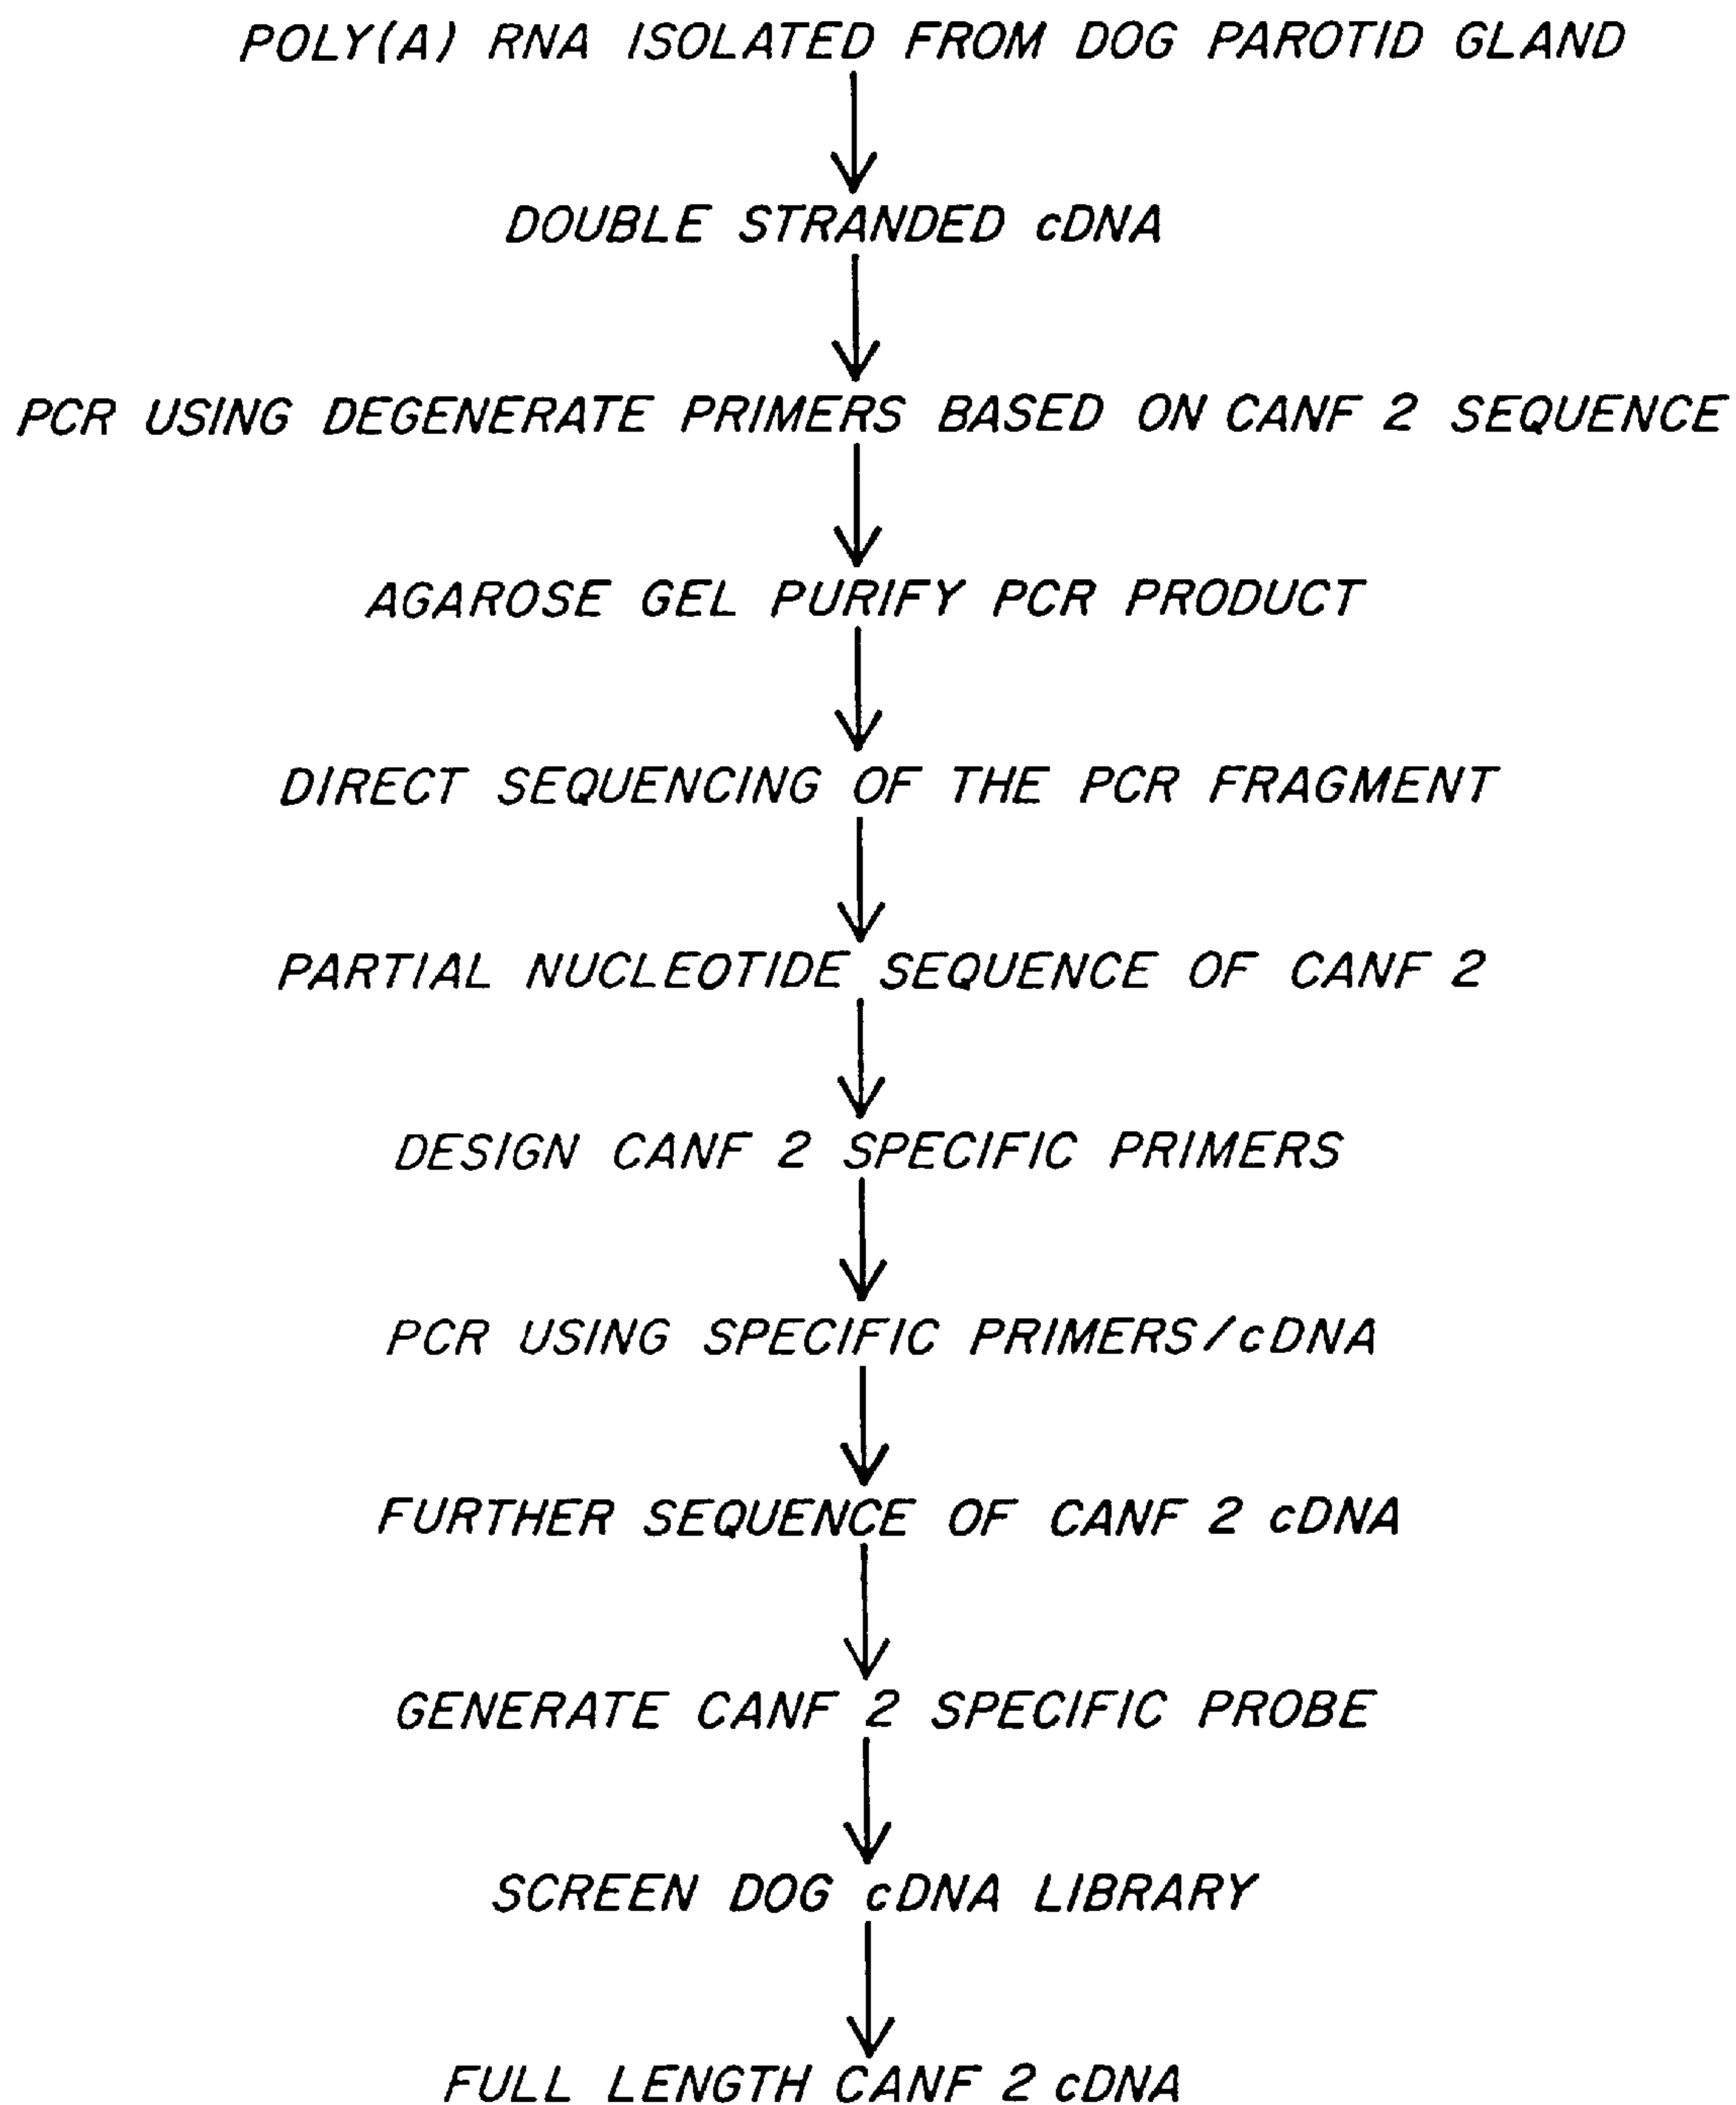 POLY(A) RNA ISOLATED FROM DOG PAROTID GLAND
DOUBLE STRANDED cDNA
PCR USING DEGENERATE PRIMERS BASED ON CANF 2 SEQUENCE
AGAROSE GEL PURIFY PCR PRODUCT
DIRECT SEQUENCING OF THE PCR FRAGMENT
PARTIAL NUCLEOTIDE SEQUENCE OF CANF 2
DESIGN CANF 2 SPECIFIC PRIMERS
PCR USING SPECIFIC PRIMERS/cDNA
FURTHER SEQUENCE OF CANF 2 cDNA
GENERATE CANF 2 SPECIFIC PROBE
SCREEN DOG cDNA LIBRARY
FULL LENGTH CANF 2 cDNA